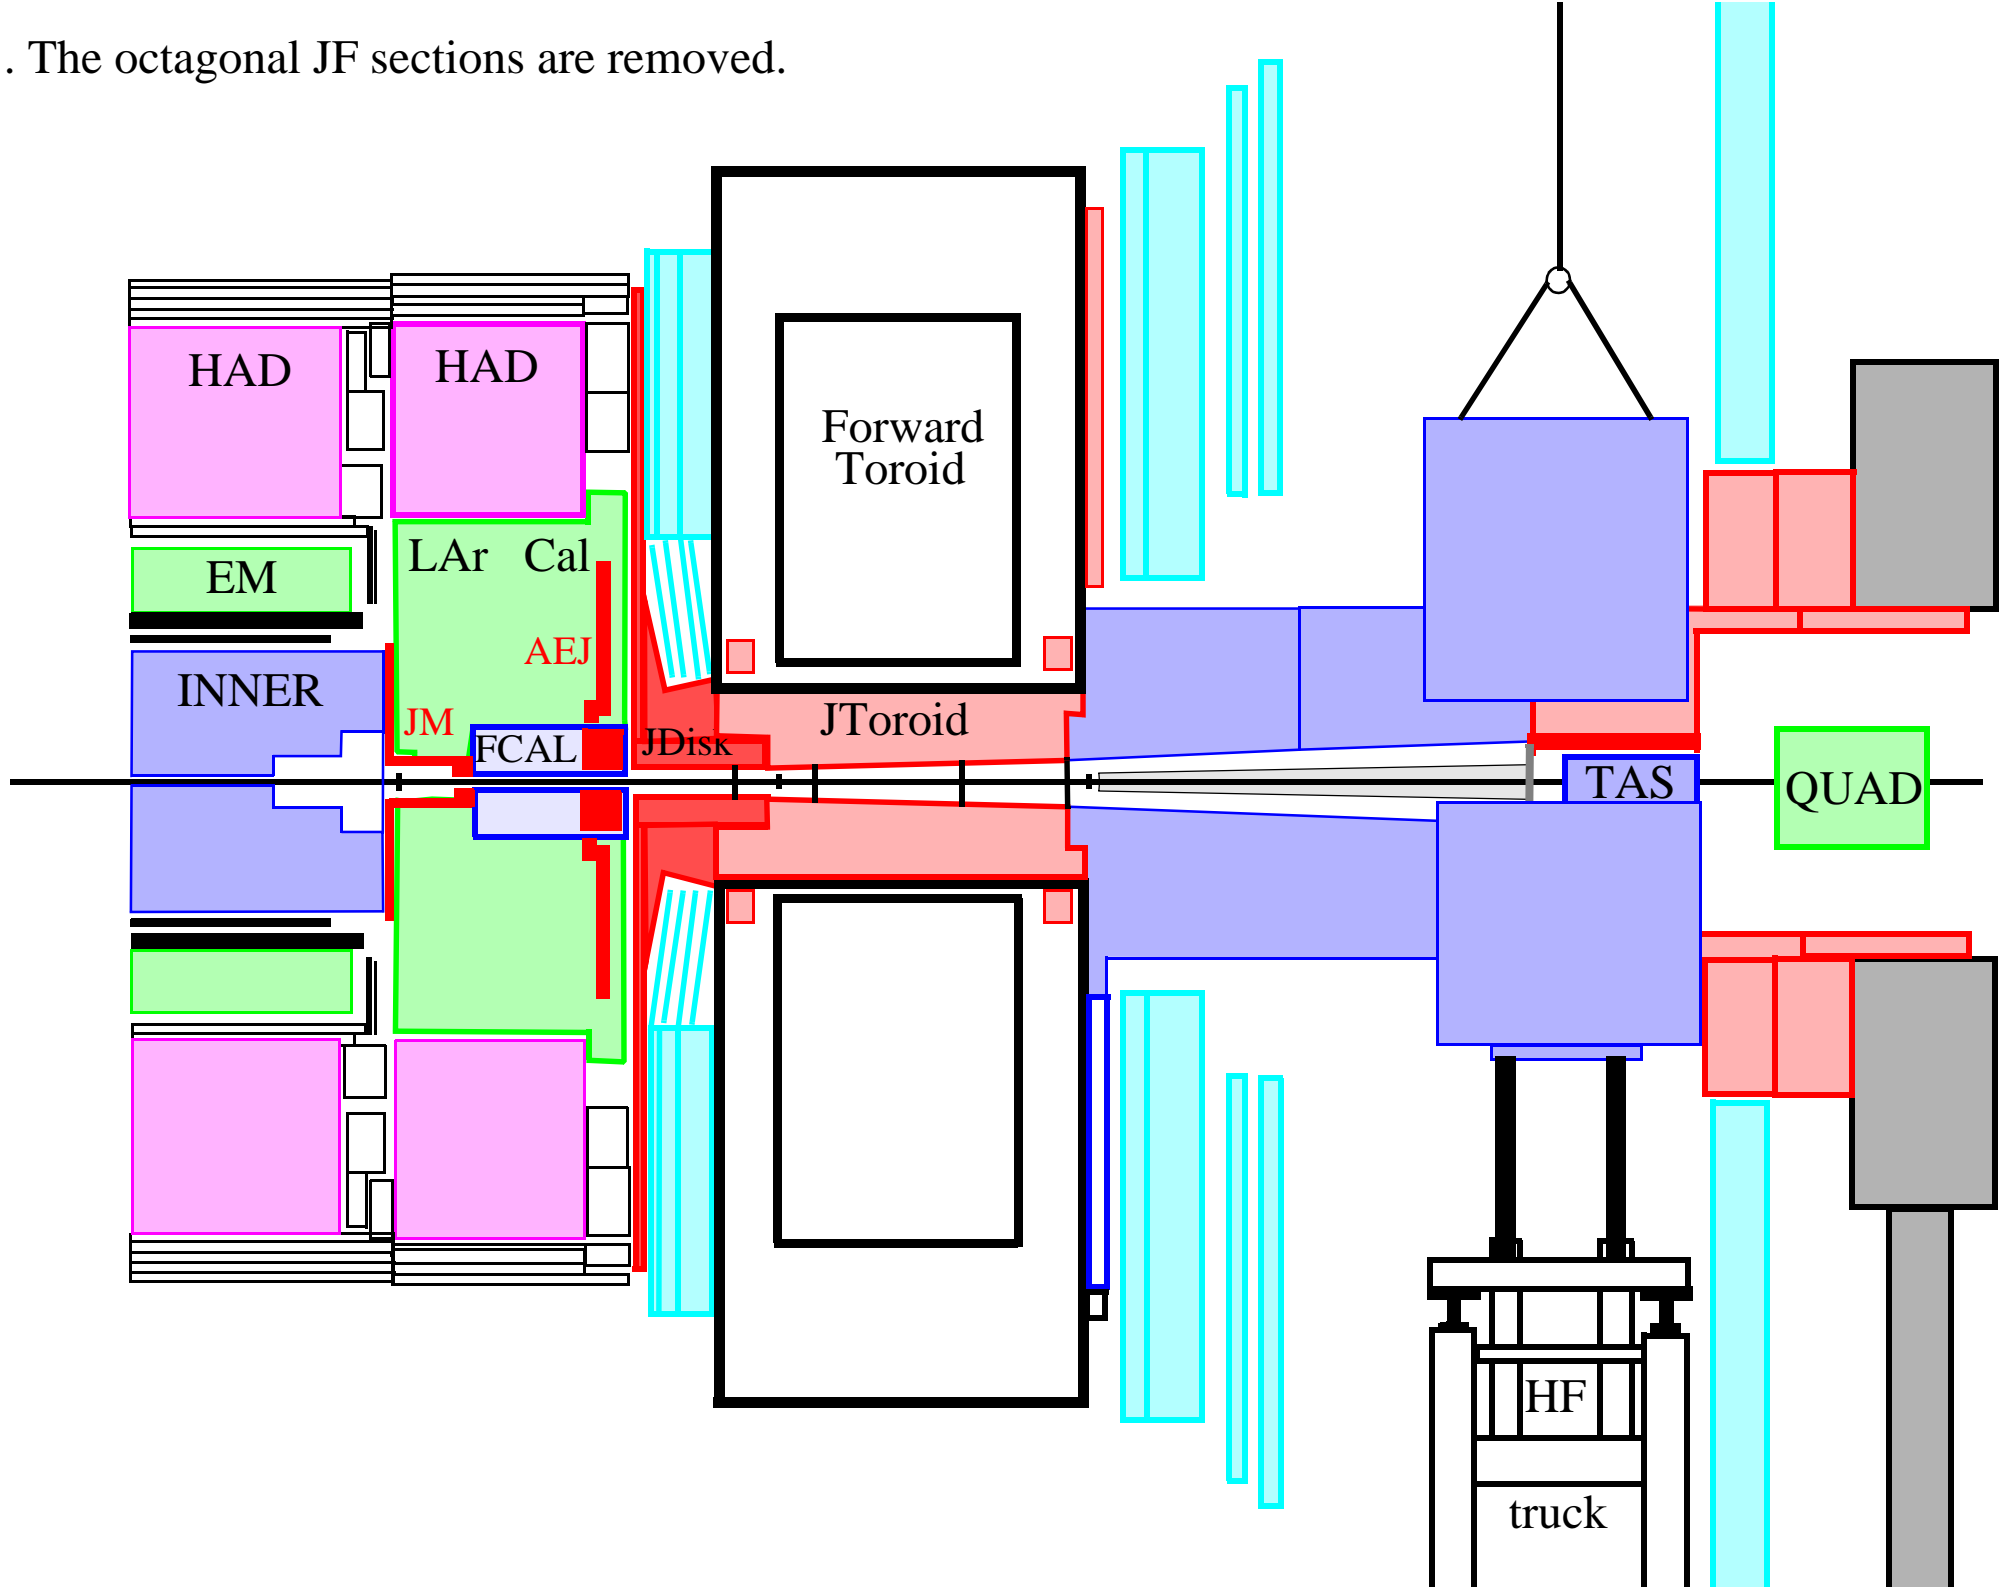 . The octagonal JF sections are removed.
HAD
HAD
Forward
Toroid
LAr Cal
EM
AEJ
INNER
JM
JToroid
FCAL
JDisk
TAS
QUAD
HF
truck